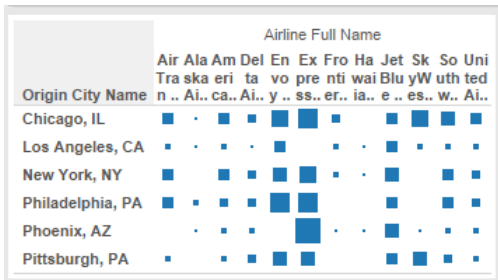 Airline Full Name
Air Ala Am Del En Ex Fro Ha Jet Sk So Uni
Tra ska eri ta vo pre nti wai Blu yW uth ted
Origin City Name n .. Ai.. ca.. Ai.. y .. ss.. er.. ia.. e .. es.. w.. Ai..
Chicago, IL
Los Angeles, CA
New York, NY
Philadelphia, PA
Phoenix, AZ
Pittsburgh, PA